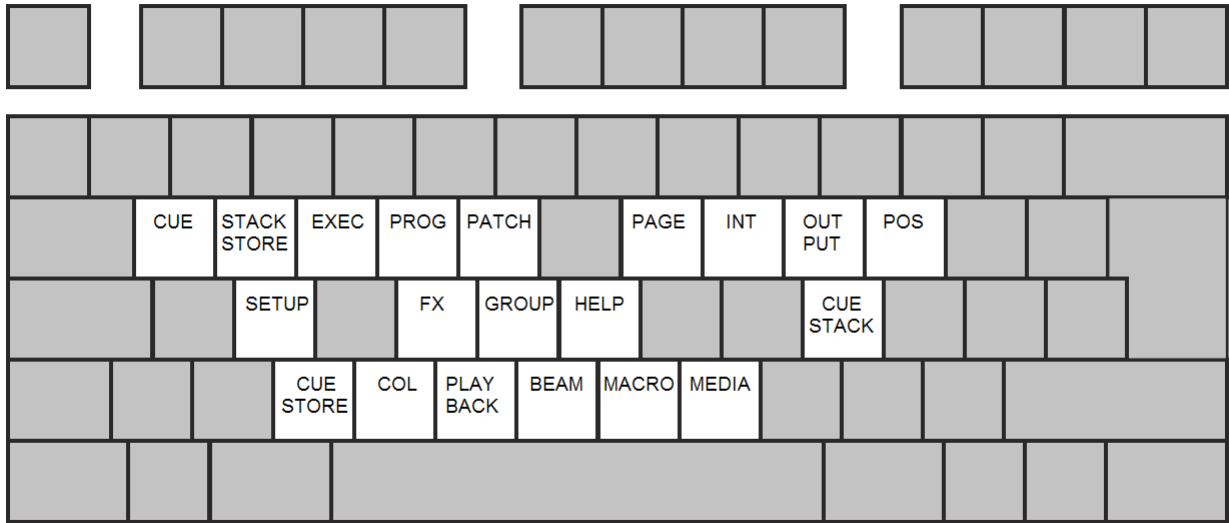 CUE
STACK
STORE
EXEC
PROG
PATCH
PAGE
INT
OUT
PUT
POS
SETUP
FX
GROUP
HELP
CUE
STACK
CUE
STORE
COL
PLAY
BACK
BEAM
MACRO
MEDIA